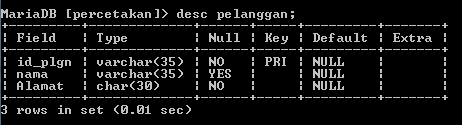 MariaDB [percetakan]> desc pelanggan;
+---------+-------------+------+-----+---------+-------+
| Field | Type | Null | Key | Default | Extra |
+---------+-------------+------+-----+---------+-------+
| id_plgn | varchar(35) | NO | PRI | NULL | |
| nama | varchar(35) | YES | | NULL | |
| Alamat | char(30) | NO | | NULL | |
+---------+-------------+------+-----+---------+-------+
3 rows in set (0.01 sec)